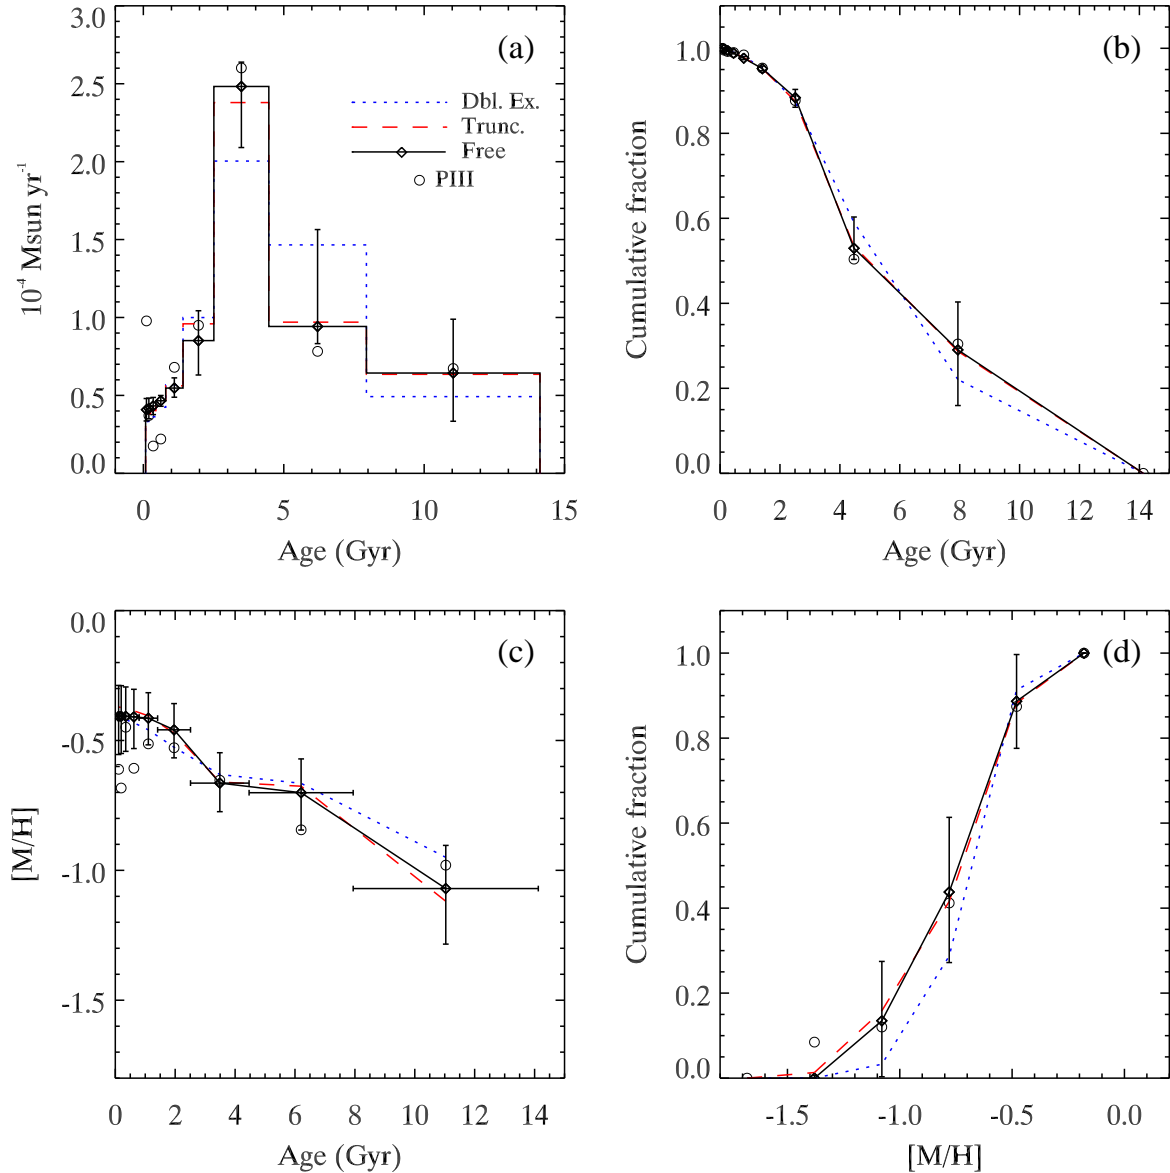 (a)
3.0
2.5
2.0
1.5
1.0
0.5
0.0
10⁻⁴ Msun yr⁻¹
Dbl. Ex.
Trunc.
Free
PIII
0 5 10 15
Age (Gyr)
(b)
1.0
0.8
0.6
0.4
0.2
0.0
Cumulative fraction
0 2 4 6 8 10 12 14
Age (Gyr)
(c)
0.0
-0.5
-1.0
-1.5
[M/H]
0 2 4 6 8 10 12 14
Age (Gyr)
(d)
1.0
0.8
0.6
0.4
0.2
0.0
Cumulative fraction
-1.5 -1.0 -0.5 0.0
[M/H]